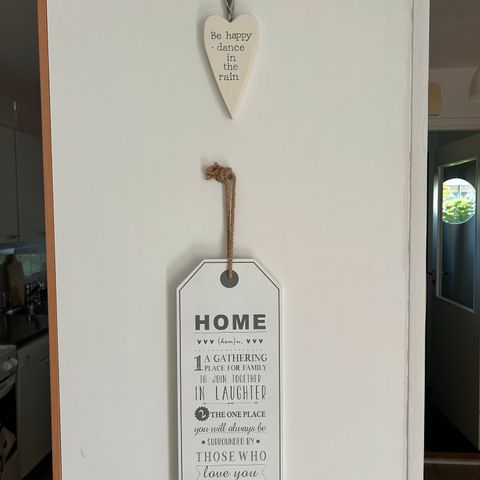 Be happy
· dance
in
the
rain
HOME
♥♥♥ (hom) n. ♥♥♥
1 A GATHERING
PLACE FOR FAMILY
TO JOIN TOGETHER
IN LAUGHTER
2 THE ONE PLACE
you will always be
▪ SURROUNDED BY ▪
THOSE WHO
love you